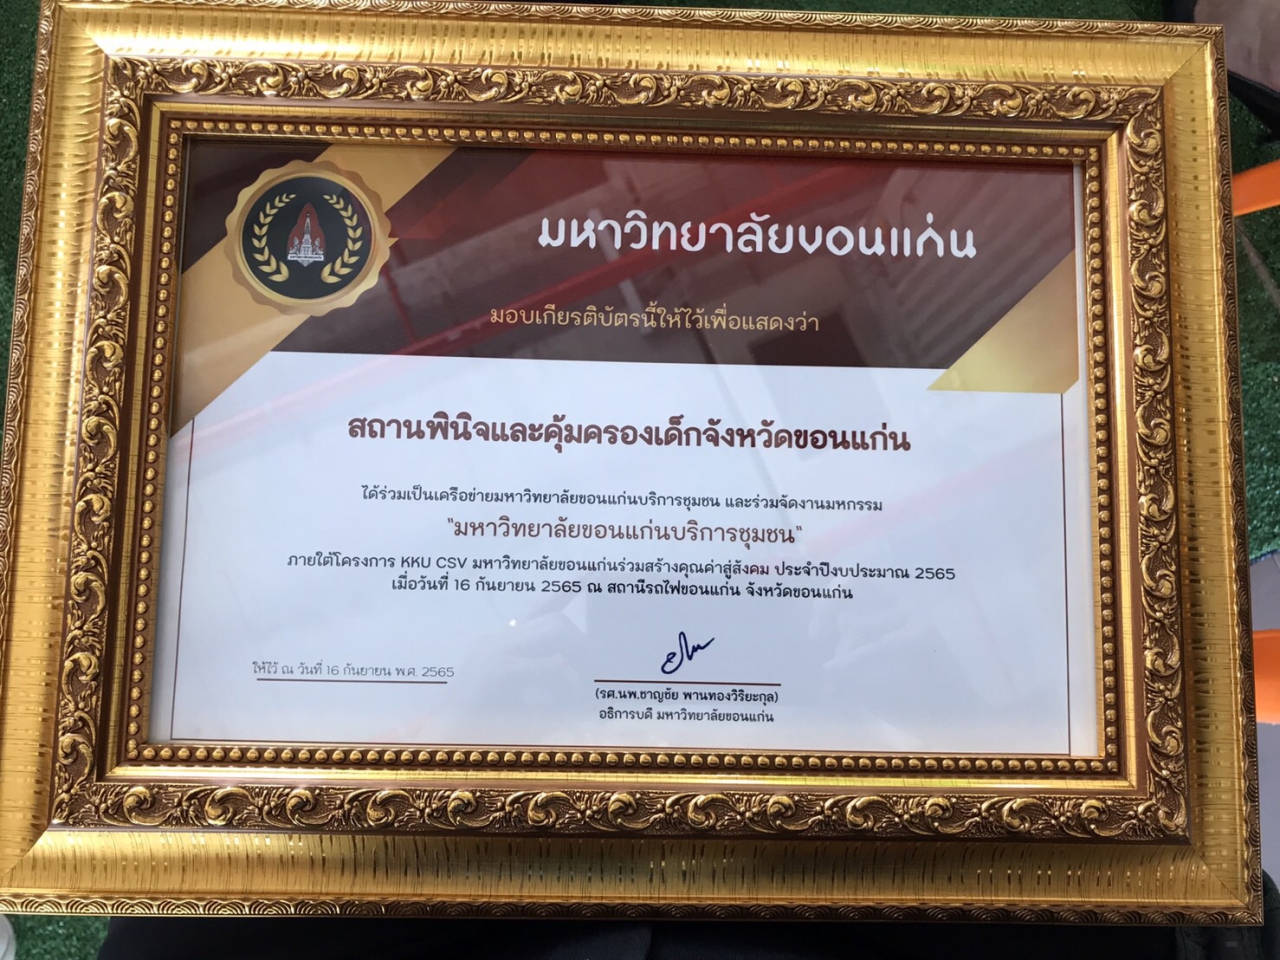 มหาวิทยาลัยขอนแก่น
มอบเกียรติบัตรนี้ให้ไว้เพื่อแสดงว่า
สถานพินิจและคุ้มครองเด็กจังหวัดขอนแก่น
ได้ร่วมเป็นเครือข่ายมหาวิทยาลัยขอนแก่นบริการชุมชน และร่วมจัดงานมหกรรม
"มหาวิทยาลัยขอนแก่นบริการชุมชน"
ภายใต้โครงการ KKU CSV มหาวิทยาลัยขอนแก่นร่วมสร้างคุณค่าสู่สังคม ประจำปีงบประมาณ 2565
เมื่อวันที่ 16 กันยายน 2565 ณ สถานีรถไฟขอนแก่น จังหวัดขอนแก่น
ให้ไว้ ณ วันที่ 16 กันยายน พ.ศ. 2565
(รศ.นพ.ชาญชัย พานทองวิริยะกุล)
อธิการบดี มหาวิทยาลัยขอนแก่น